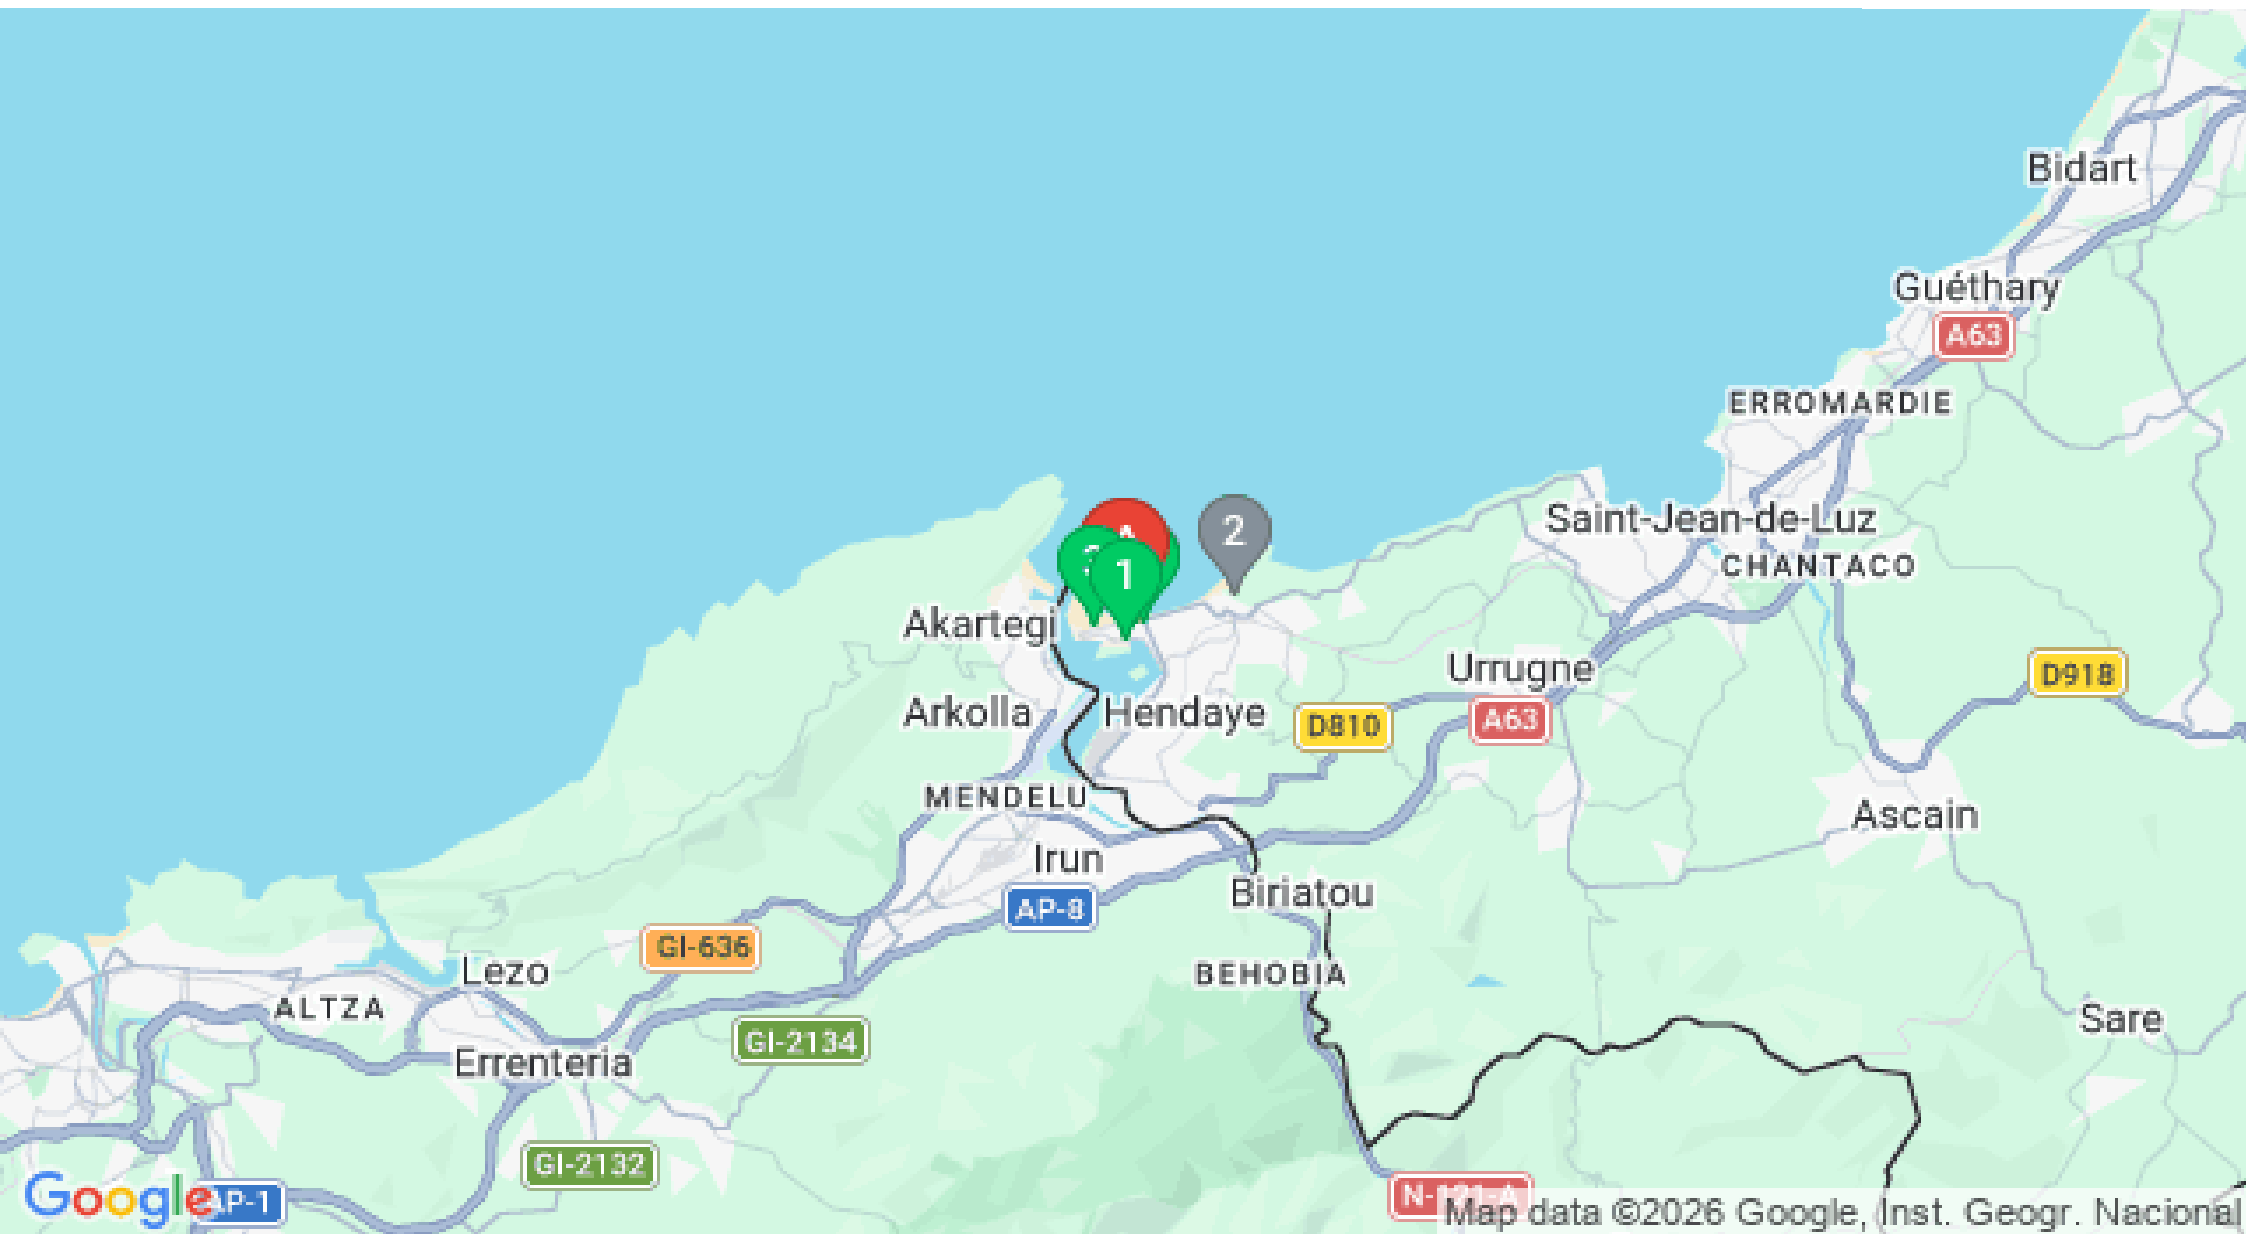 Bidart
Guéthary
A63
ERROMARDIE
Saint-Jean-de-Luz
CHANTACO
2
1
Akartegi
Urrugne
D918
Arkolla
Hendaye
D810
A63
MENDELU
Ascain
Irun
Biriatou
AP-8
GI-636
Lezo
BEHOBIA
ALTZA
Sare
GI-2134
Errenteria
GI-2132
N-121-A
Google
AP-1
Map data ©2026 Google, Inst. Geogr. Nacional